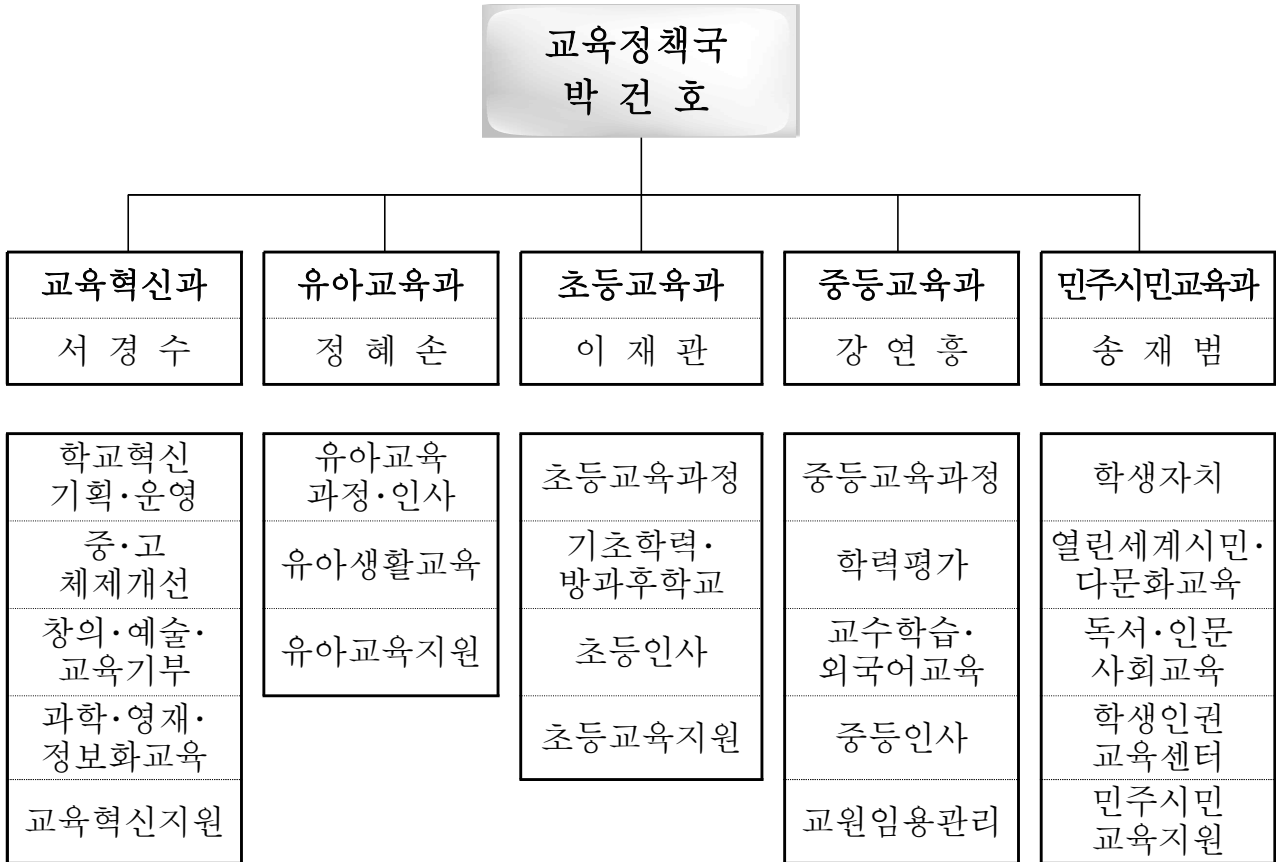 교육정책국
박 건 호
교육혁신과
서 경 수
유아교육과
정 혜 손
초등교육과
이 재 관
중등교육과
강 연 흥
민주시민교육과
송 재 범
학교혁신
기획·운영
중·고
체제개선
창의·예술·
교육기부
과학·영재·
정보화교육
교육혁신지원
유아교육
과정·인사
유아생활교육
유아교육지원
초등교육과정
기초학력·
방과후학교
초등인사
초등교육지원
중등교육과정
학력평가
교수학습·
외국어교육
중등인사
교원임용관리
학생자치
열린세계시민·
다문화교육
독서·인문
사회교육
학생인권
교육센터
민주시민
교육지원